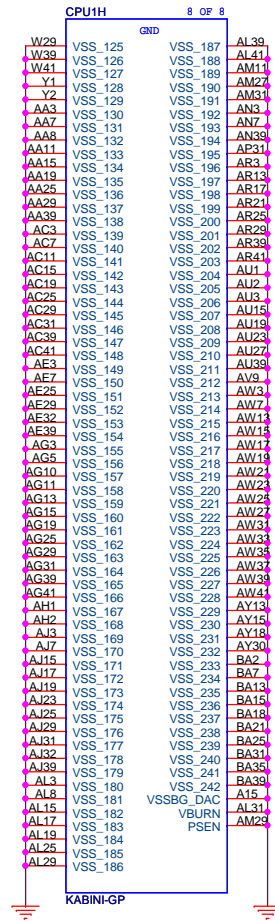 CPU1H 8 OF 8
GND
W29 VSS_125 VSS_187 AL39
W39 VSS_126 VSS_188 AL41
W41 VSS_127 VSS_189 AM11
Y1 VSS_128 VSS_190 AM27
Y2 VSS_129 VSS_191 AM31
AA3 VSS_130 VSS_192 AN3
AA7 VSS_131 VSS_193 AN7
AA8 VSS_132 VSS_194 AN39
AA11 VSS_133 VSS_195 AP31
AA15 VSS_134 VSS_196 AR3
AA19 VSS_135 VSS_197 AR13
AA25 VSS_136 VSS_198 AR17
AA29 VSS_137 VSS_199 AR21
AA39 VSS_138 VSS_200 AR25
AC3 VSS_139 VSS_201 AR29
AC7 VSS_140 VSS_202 AR39
AC11 VSS_141 VSS_203 AR41
AC15 VSS_142 VSS_204 AU1
AC19 VSS_143 VSS_205 AU2
AC25 VSS_144 VSS_206 AU3
AC29 VSS_145 VSS_207 AU15
AC31 VSS_146 VSS_208 AU19
AC39 VSS_147 VSS_209 AU23
AC41 VSS_148 VSS_210 AU27
AE3 VSS_149 VSS_211 AU39
AE7 VSS_150 VSS_212 AV9
AE25 VSS_151 VSS_213 AW3
AE29 VSS_152 VSS_214 AW7
AE32 VSS_153 VSS_215 AW13
AE39 VSS_154 VSS_216 AW15
AG3 VSS_155 VSS_217 AW17
AG5 VSS_156 VSS_218 AW19
AG10 VSS_157 VSS_219 AW21
AG11 VSS_158 VSS_220 AW23
AG13 VSS_159 VSS_221 AW25
AG15 VSS_160 VSS_222 AW27
AG19 VSS_161 VSS_223 AW31
AG25 VSS_162 VSS_224 AW33
AG29 VSS_163 VSS_225 AW35
AG31 VSS_164 VSS_226 AW37
AG39 VSS_165 VSS_227 AW39
AG41 VSS_166 VSS_228 AW41
AH1 VSS_167 VSS_229 AY13
AH2 VSS_168 VSS_230 AY15
AJ3 VSS_169 VSS_231 AY18
AJ7 VSS_170 VSS_232 AY30
AJ15 VSS_171 VSS_233 BA2
AJ17 VSS_172 VSS_234 BA7
AJ19 VSS_173 VSS_235 BA13
AJ23 VSS_174 VSS_236 BA15
AJ25 VSS_175 VSS_237 BA18
AJ29 VSS_176 VSS_238 BA21
AJ31 VSS_177 VSS_239 BA25
AJ32 VSS_178 VSS_240 BA31
AJ39 VSS_179 VSS_241 BA35
AL3 VSS_180 VSS_242 BA39
AL8 VSS_181 VSSBG_DAC A15
AL15 VSS_182 VBURN AL31
AL17 VSS_183 PSEN AM29
AL19 VSS_184
AL25 VSS_185
AL29 VSS_186
KABINI-GP